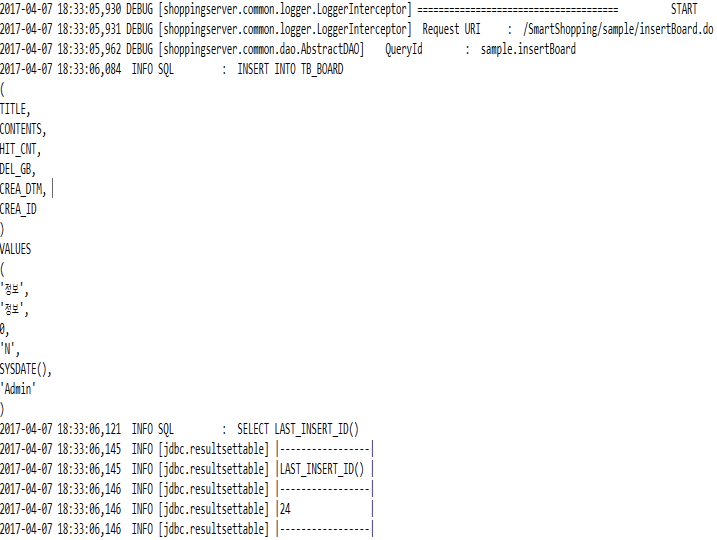 2017-04-07 18:33:05,930 DEBUG [shoppingserver.common.logger.LoggerInterceptor] ====================================== START
2017-04-07 18:33:05,931 DEBUG [shoppingserver.common.logger.LoggerInterceptor] Request URI : /SmartShopping/sample/insertBoard.do
2017-04-07 18:33:05,962 DEBUG [shoppingserver.common.dao.AbstractDAO] QueryId : sample.insertBoard
2017-04-07 18:33:06,084 INFO SQL : INSERT INTO TB_BOARD
(
TITLE,
CONTENTS,
HIT_CNT,
DEL_GB,
CREA_DTM,
CREA_ID
)
VALUES
(
'정보',
'정보',
0,
'N',
SYSDATE(),
'Admin'
)
2017-04-07 18:33:06,121 INFO SQL : SELECT LAST_INSERT_ID()
2017-04-07 18:33:06,145 INFO [jdbc.resultsettable] |-----------------|
2017-04-07 18:33:06,145 INFO [jdbc.resultsettable] |LAST_INSERT_ID() |
2017-04-07 18:33:06,146 INFO [jdbc.resultsettable] |-----------------|
2017-04-07 18:33:06,146 INFO [jdbc.resultsettable] |24 |
2017-04-07 18:33:06,146 INFO [jdbc.resultsettable] |-----------------|